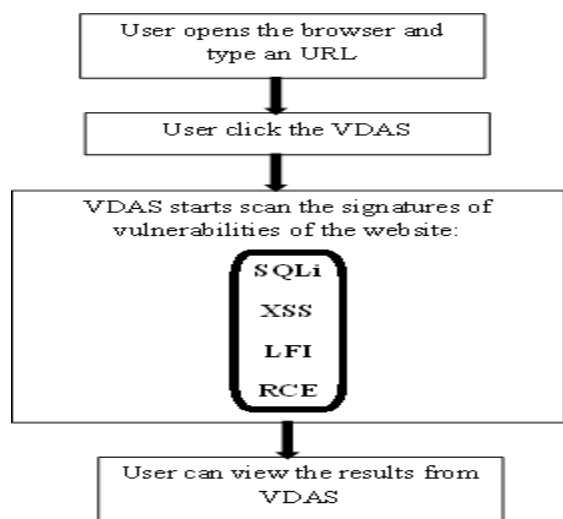 User opens the browser and
type an URL
User click the VDAS
VDAS starts scan the signatures of
vulnerabilities of the website:
SQLi
XSS
LFI
RCE
User can view the results from
VDAS